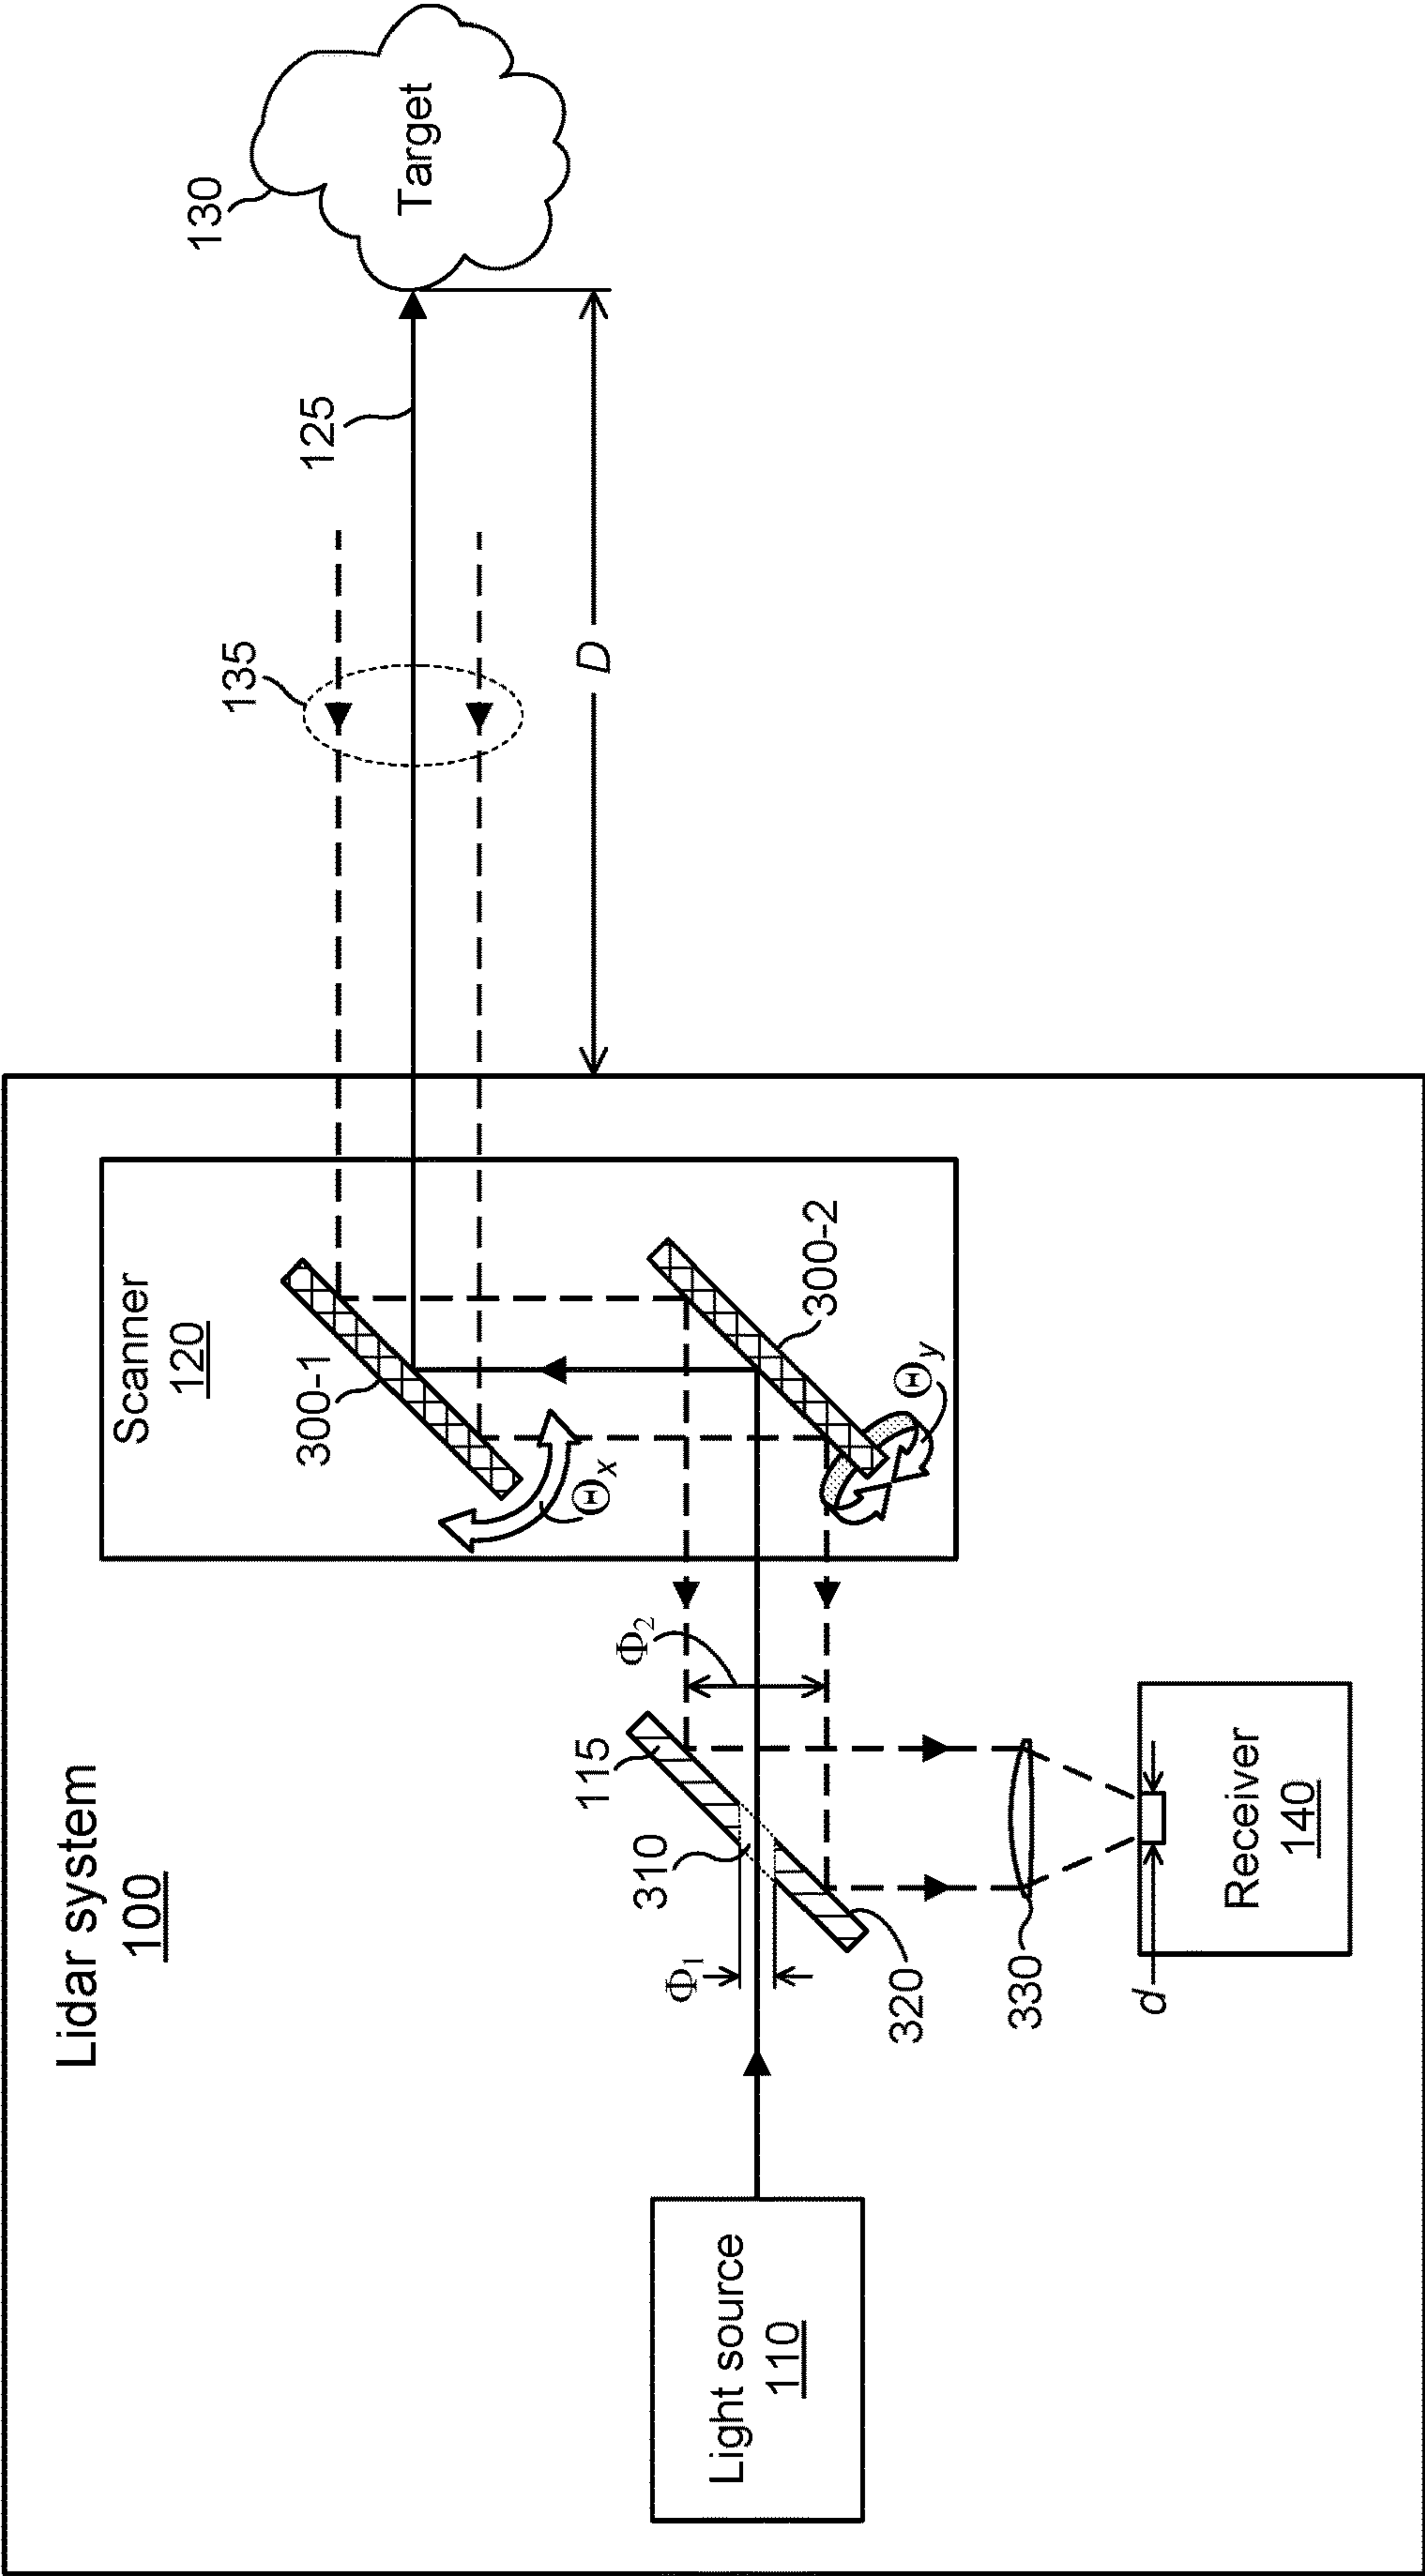 Lidar system
100
Scanner
120
300-1
Θx
300-2
Θy
135
125
130
Target
D
Φ2
115
310
Φ1
320
330
Light source
110
d
Receiver
140